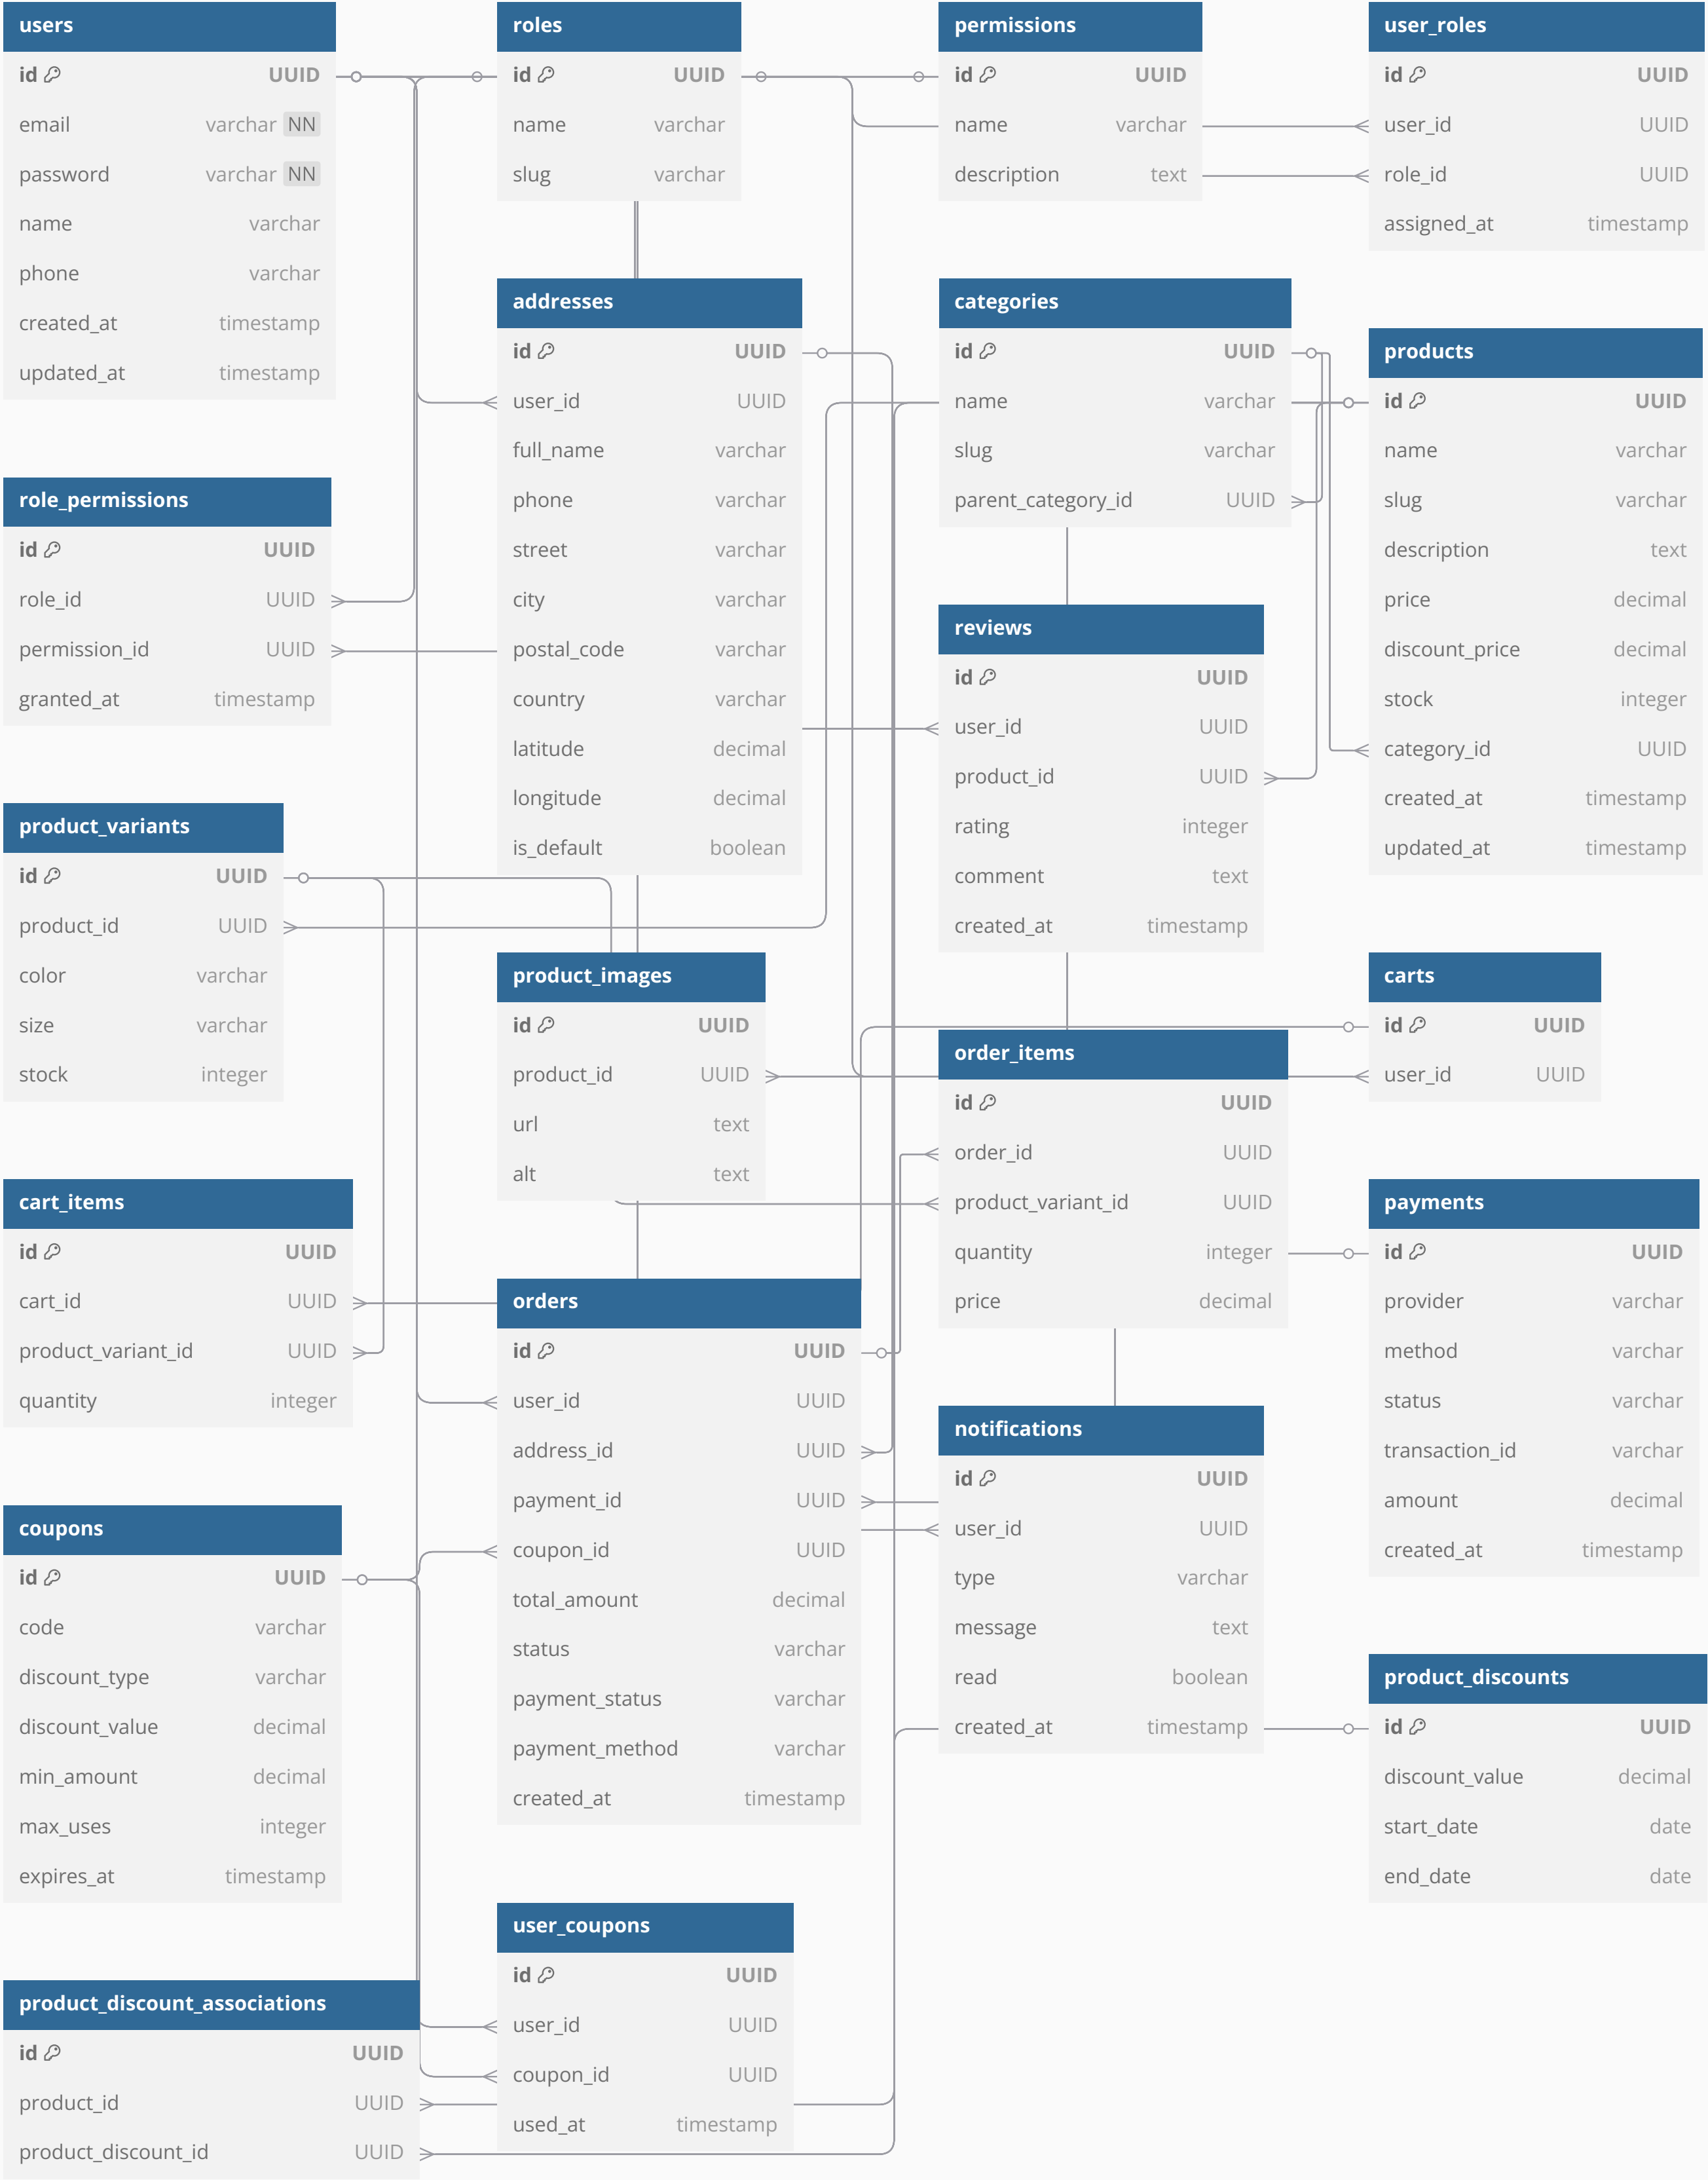 users
id UUID
email varchar NN
password varchar NN
name varchar
phone varchar
created_at timestamp
updated_at timestamp
roles
id UUID
name varchar
slug varchar
permissions
id UUID
name varchar
description text
user_roles
id UUID
user_id UUID
role_id UUID
assigned_at timestamp
addresses
id UUID
user_id UUID
full_name varchar
phone varchar
street varchar
city varchar
postal_code varchar
country varchar
latitude decimal
longitude decimal
is_default boolean
categories
id UUID
name varchar
slug varchar
parent_category_id UUID
products
id UUID
name varchar
slug varchar
description text
price decimal
discount_price decimal
stock integer
category_id UUID
created_at timestamp
updated_at timestamp
role_permissions
id UUID
role_id UUID
permission_id UUID
granted_at timestamp
reviews
id UUID
user_id UUID
product_id UUID
rating integer
comment text
created_at timestamp
product_variants
id UUID
product_id UUID
color varchar
size varchar
stock integer
product_images
id UUID
product_id UUID
url text
alt text
carts
id UUID
user_id UUID
order_items
id UUID
order_id UUID
product_variant_id UUID
quantity integer
price decimal
cart_items
id UUID
cart_id UUID
product_variant_id UUID
quantity integer
payments
id UUID
provider varchar
method varchar
status varchar
transaction_id varchar
amount decimal
created_at timestamp
orders
id UUID
user_id UUID
address_id UUID
payment_id UUID
coupon_id UUID
total_amount decimal
status varchar
payment_status varchar
payment_method varchar
created_at timestamp
notifications
id UUID
user_id UUID
type varchar
message text
read boolean
created_at timestamp
coupons
id UUID
code varchar
discount_type varchar
discount_value decimal
min_amount decimal
max_uses integer
expires_at timestamp
product_discounts
id UUID
discount_value decimal
start_date date
end_date date
user_coupons
id UUID
user_id UUID
coupon_id UUID
used_at timestamp
product_discount_associations
id UUID
product_id UUID
product_discount_id UUID